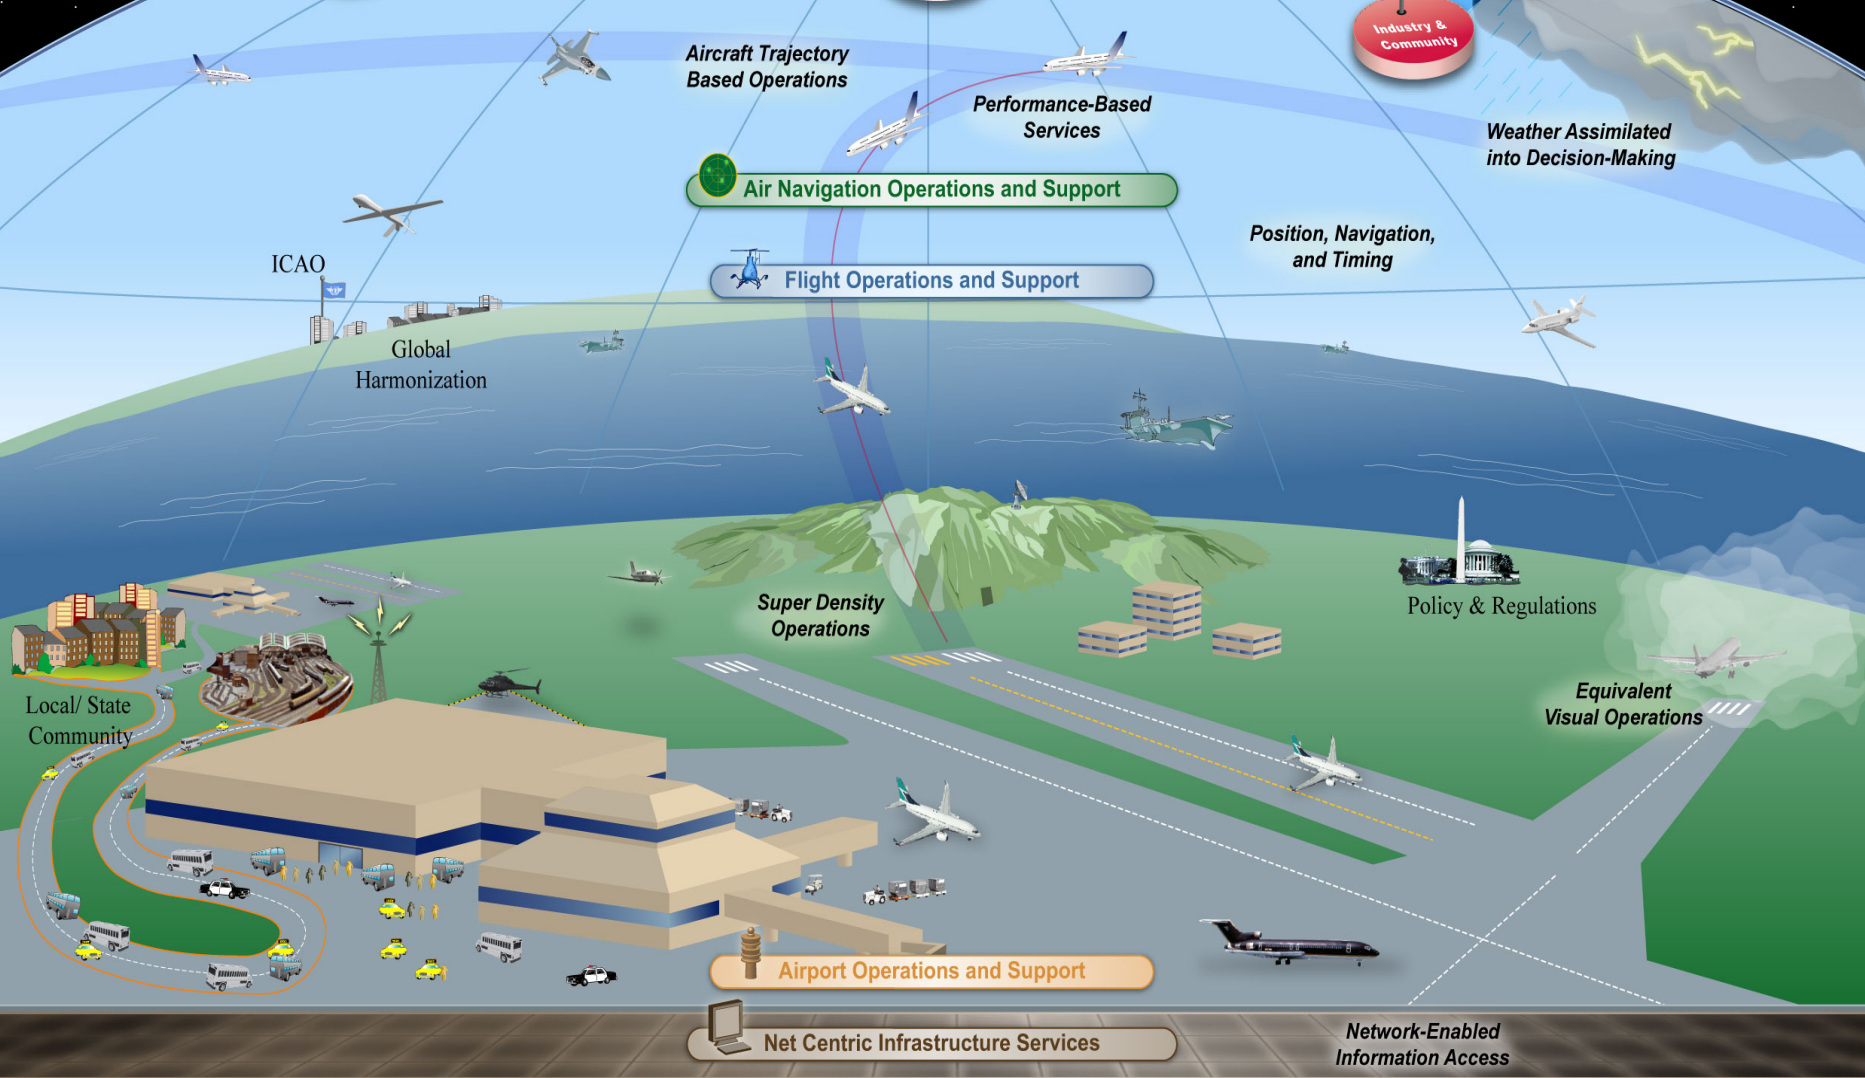 Industry &
Community
Aircraft Trajectory
Based Operations
Performance-Based
Services
Weather Assimilated
into Decision-Making
Air Navigation Operations and Support
Position, Navigation,
and Timing
ICAO
Flight Operations and Support
Global
Harmonization
Super Density
Operations
Policy & Regulations
Local/ State
Community
Equivalent
Visual Operations
Airport Operations and Support
Net Centric Infrastructure Services
Network-Enabled
Information Access